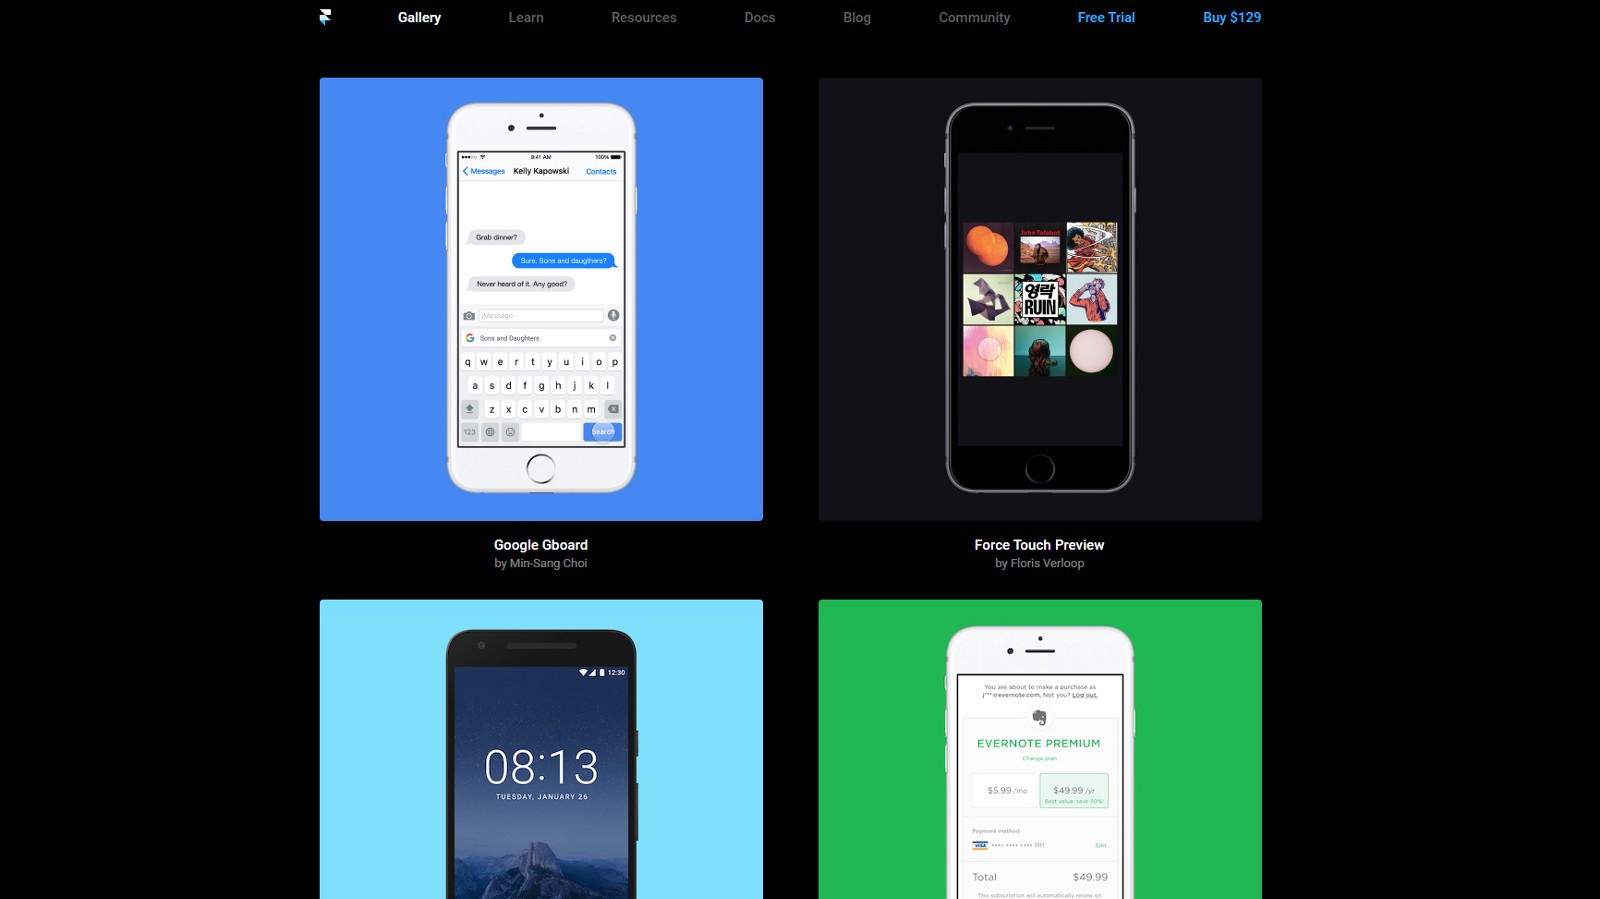 Gallery
Learn
Resources
Docs
Blog
Community
Free Trial
Buy $129
9:41 AM
100%
Messages
Kelly Kapowski
Contacts
Grab dinner?
Sure, Sons and daugthers?
Never heard of it. Any good?
iMessage
Sons and Daughters
q w e r t y u i o p
a s d f g h j k l
z x c v b n m
123
Search
Google Gboard
by Min-Sang Choi
John Talabot
영락
RUIN
Force Touch Preview
by Floris Verloop
12:30
08:13
TUESDAY, JANUARY 26
You are about to make a purchase as
j***@evernote.com. Not you? Log out.
EVERNOTE PREMIUM
Change plan
$5.99 /mo
$49.99 /yr
Best value: save 30%!
Payment method
VISA •••• •••• •••• 1111
Edit
Total
$49.99
This subscription will automatically renew on